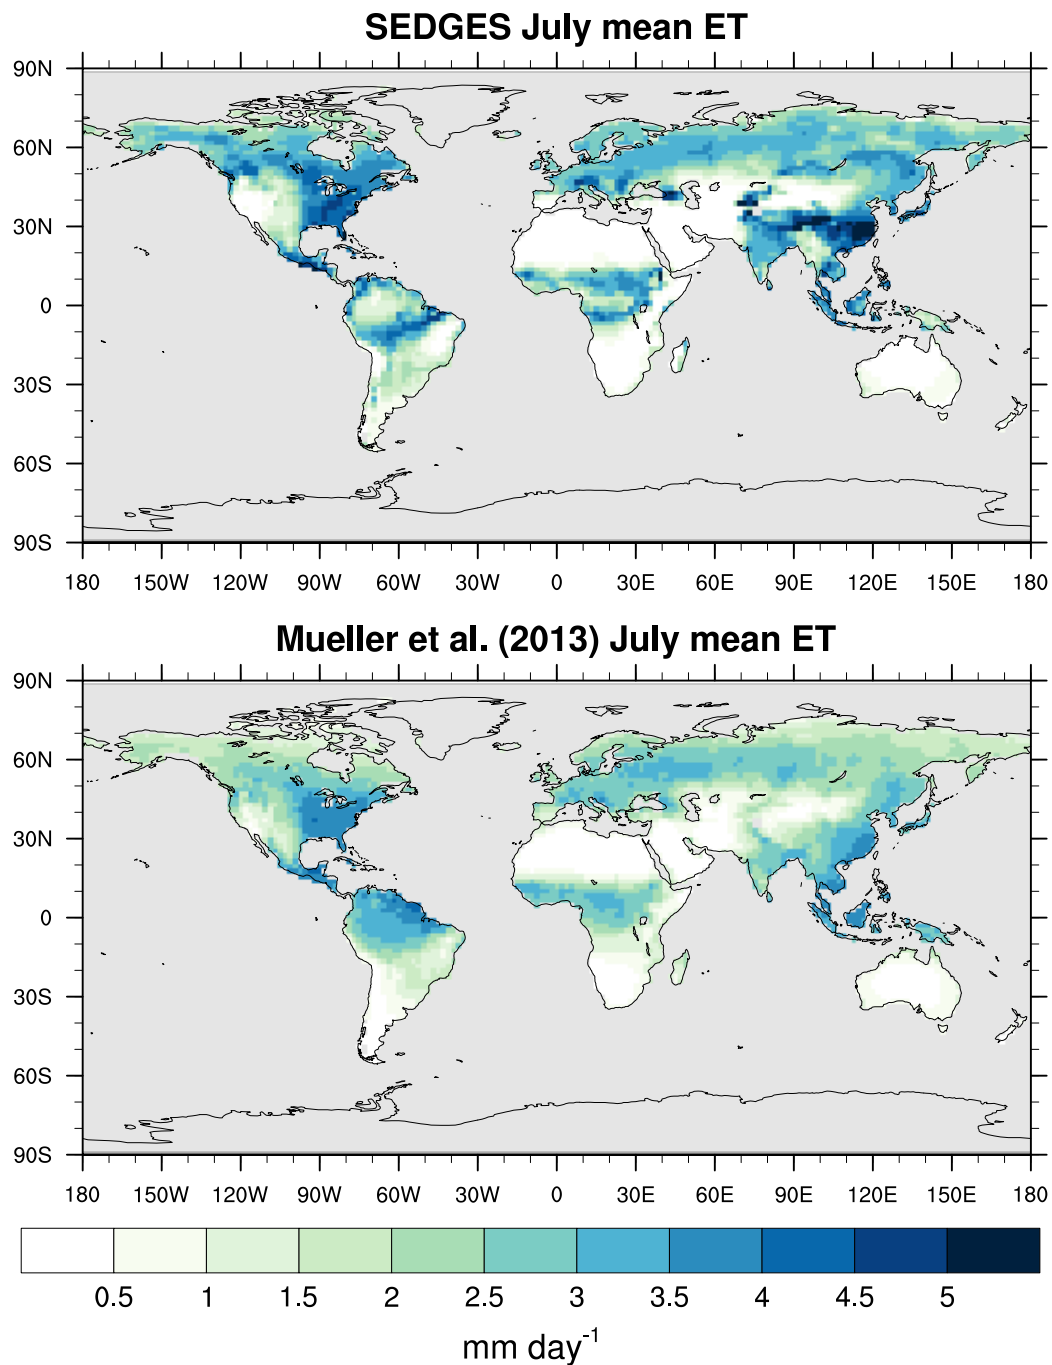 SEDGES July mean ET
90N
60N
30N
0
30S
60S
90S
180 150W 120W 90W 60W 30W 0 30E 60E 90E 120E 150E 180
Mueller et al. (2013) July mean ET
90N
60N
30N
0
30S
60S
90S
180 150W 120W 90W 60W 30W 0 30E 60E 90E 120E 150E 180
0.5 1 1.5 2 2.5 3 3.5 4 4.5 5
mm day⁻¹